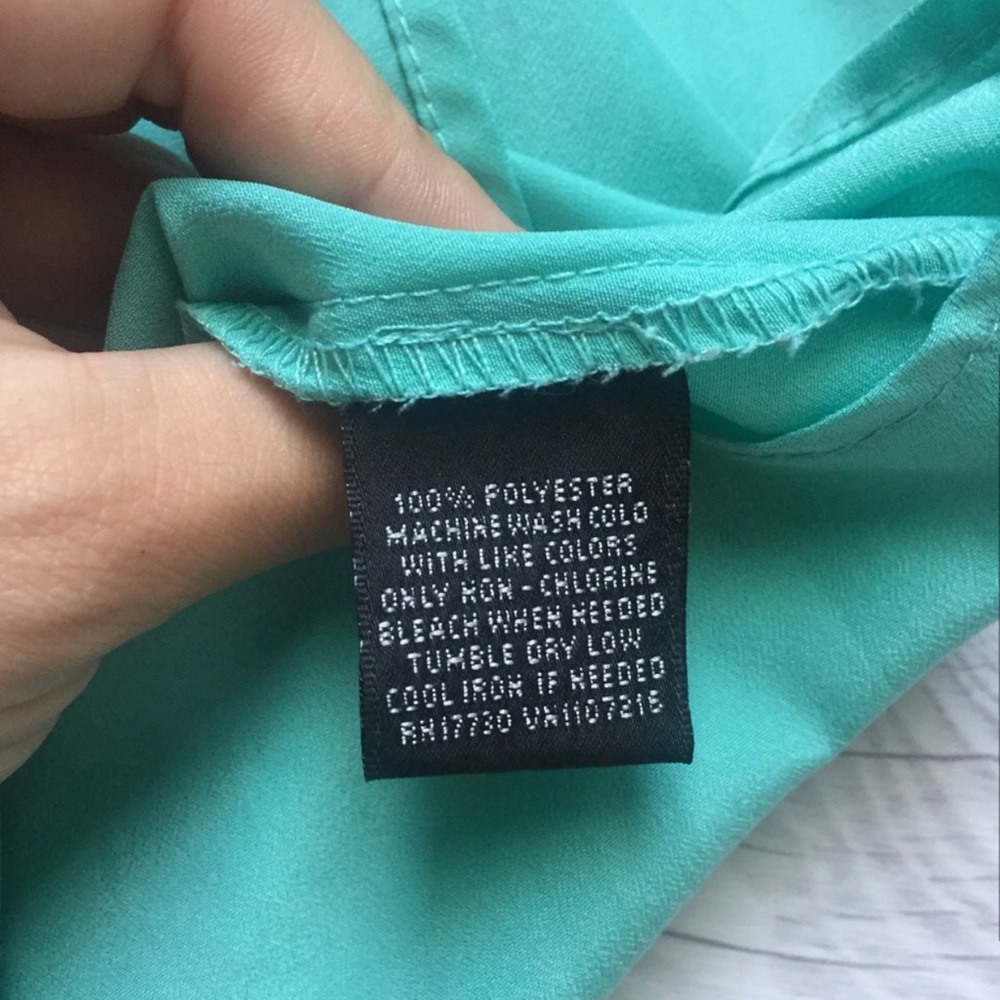 100% POLYESTER
MACHINE WASH COLD
WITH LIKE COLORS
ONLY NON - CHLORINE
BLEACH WHEN NEEDED
TUMBLE DRY LOW
COOL IRON IF NEEDED
RN17730